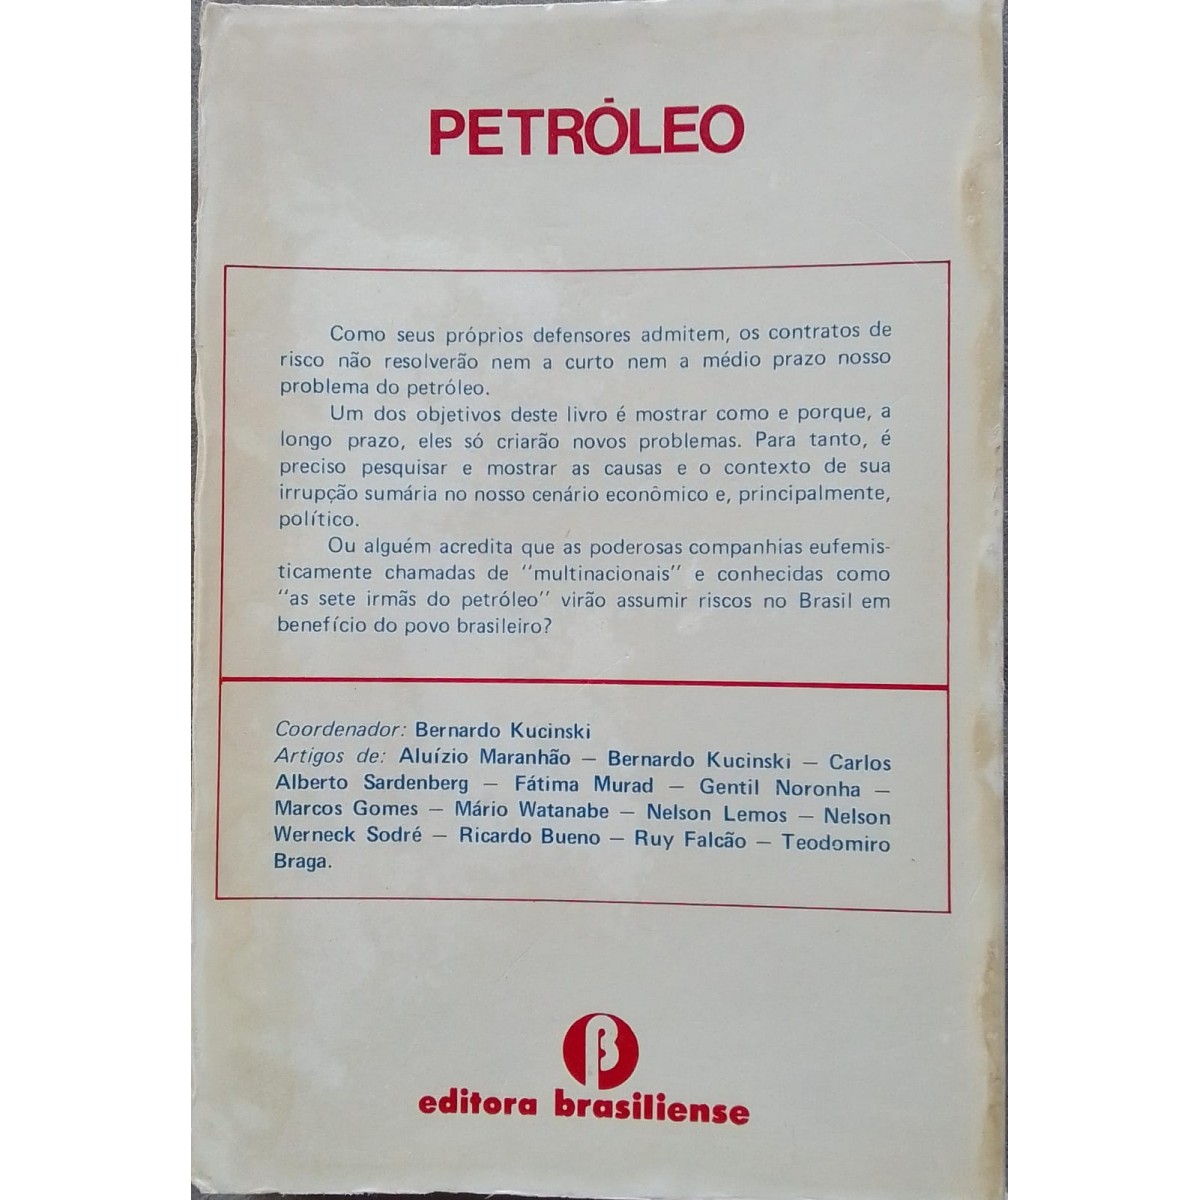 PETRÓLEO
Como seus próprios defensores admitem, os contratos de
risco não resolverão nem a curto nem a médio prazo nosso
problema do petróleo.
Um dos objetivos deste livro é mostrar como e porque, a
longo prazo, eles só criarão novos problemas. Para tanto, é
preciso pesquisar e mostrar as causas e o contexto de sua
irrupção sumária no nosso cenário econômico e, principalmente,
político.
Ou alguém acredita que as poderosas companhias eufemis-
ticamente chamadas de "multinacionais" e conhecidas como
"as sete irmãs do petróleo" virão assumir riscos no Brasil em
benefício do povo brasileiro?
Coordenador: Bernardo Kucinski
Artigos de: Aluízio Maranhão — Bernardo Kucinski — Carlos
Alberto Sardenberg — Fátima Murad — Gentil Noronha —
Marcos Gomes — Mário Watanabe — Nelson Lemos — Nelson
Werneck Sodré — Ricardo Bueno — Ruy Falcão — Teodomiro
Braga.
B
editora brasiliense